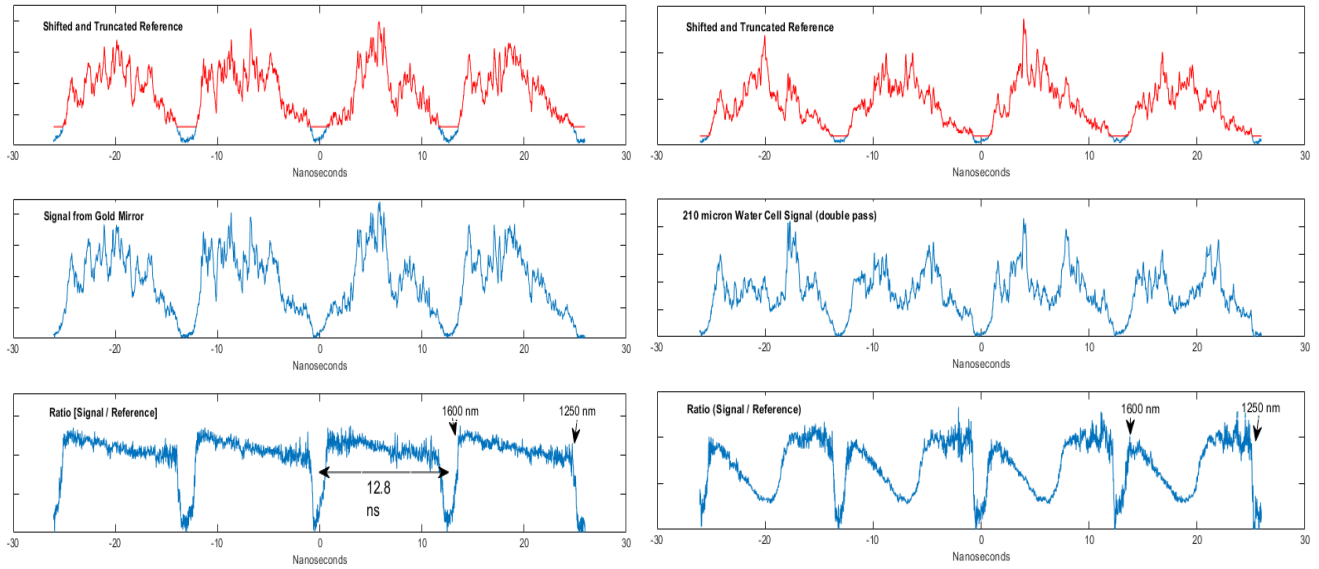 Shifted and Truncated Reference
-30 -20 -10 0 10 20 30
Nanoseconds
Signal from Gold Mirror
-30 -20 -10 0 10 20 30
Nanoseconds
Ratio [Signal / Reference]
1600 nm
1250 nm
12.8
ns
-30 -20 -10 0 10 20 30
Nanoseconds
Shifted and Truncated Reference
-30 -20 -10 0 10 20 30
Nanoseconds
210 micron Water Cell Signal (double pass)
-30 -20 -10 0 10 20 30
Nanoseconds
Ratio (Signal / Reference)
1600 nm
1250 nm
-30 -20 -10 0 10 20 30
Nanoseconds